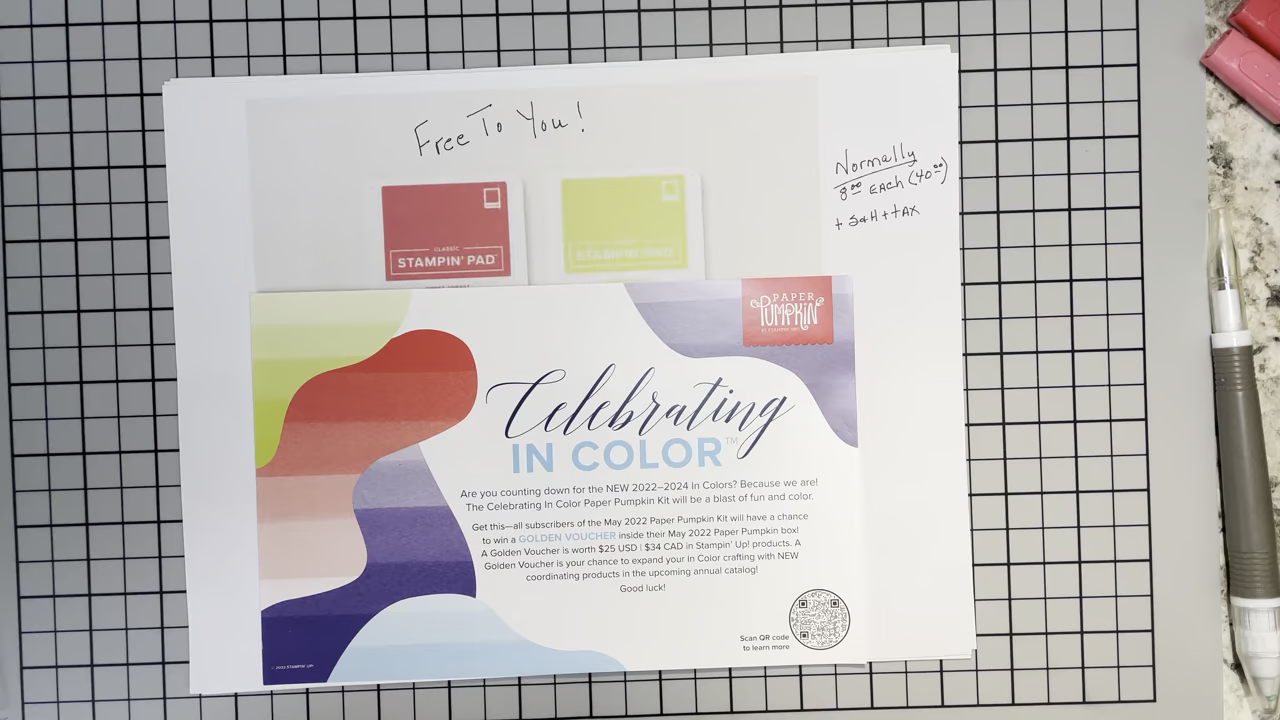 Free To You!
Normally
8.00 EACH (40.00)
+ S&H + TAX
CLASSIC
STAMPIN' PAD
STAMPIN' PAD
PAPER
PUMPKIN
BY STAMPIN' UP!
Celebrating
IN COLOR™
Are you counting down for the NEW 2022–2024 In Colors? Because we are!
The Celebrating In Color Paper Pumpkin Kit will be a blast of fun and color.
Get this—all subscribers of the May 2022 Paper Pumpkin Kit will have a chance
to win a GOLDEN VOUCHER inside their May 2022 Paper Pumpkin box!
A Golden Voucher is worth $25 USD | $34 CAD in Stampin' Up! products. A
Golden Voucher is your chance to expand your In Color crafting with NEW
coordinating products in the upcoming annual catalog!
Good luck!
Scan QR code
to learn more
© 2022 STAMPIN' UP!